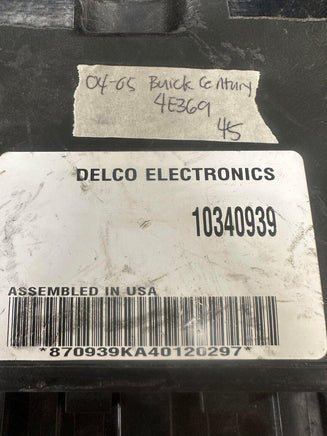 04-05 Buick Century
4E369
45
DELCO ELECTRONICS
10340939
ASSEMBLED IN USA
*870939KA40120297*